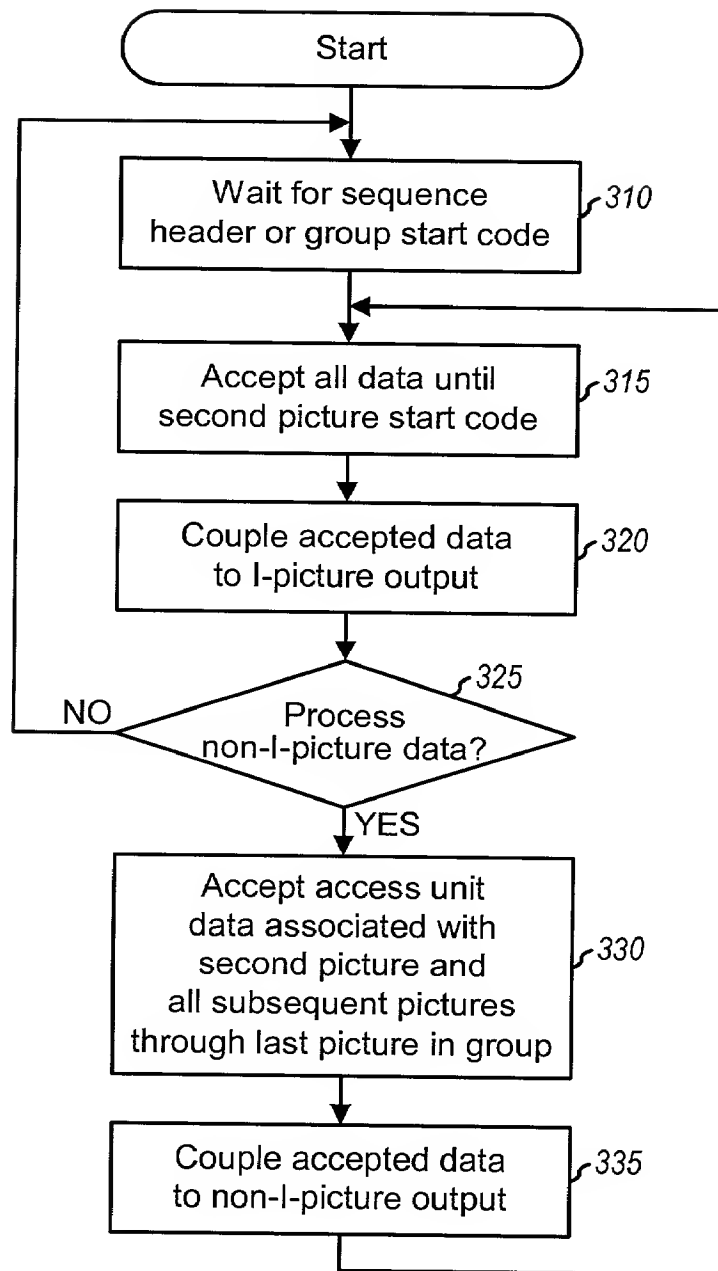 Start
Wait for sequence
header or group start code
310
Accept all data until
second picture start code
315
Couple accepted data
to I-picture output
320
325
NO
Process
non-I-picture data?
YES
Accept access unit
data associated with
second picture and
all subsequent pictures
through last picture in group
330
Couple accepted data
to non-I-picture output
335